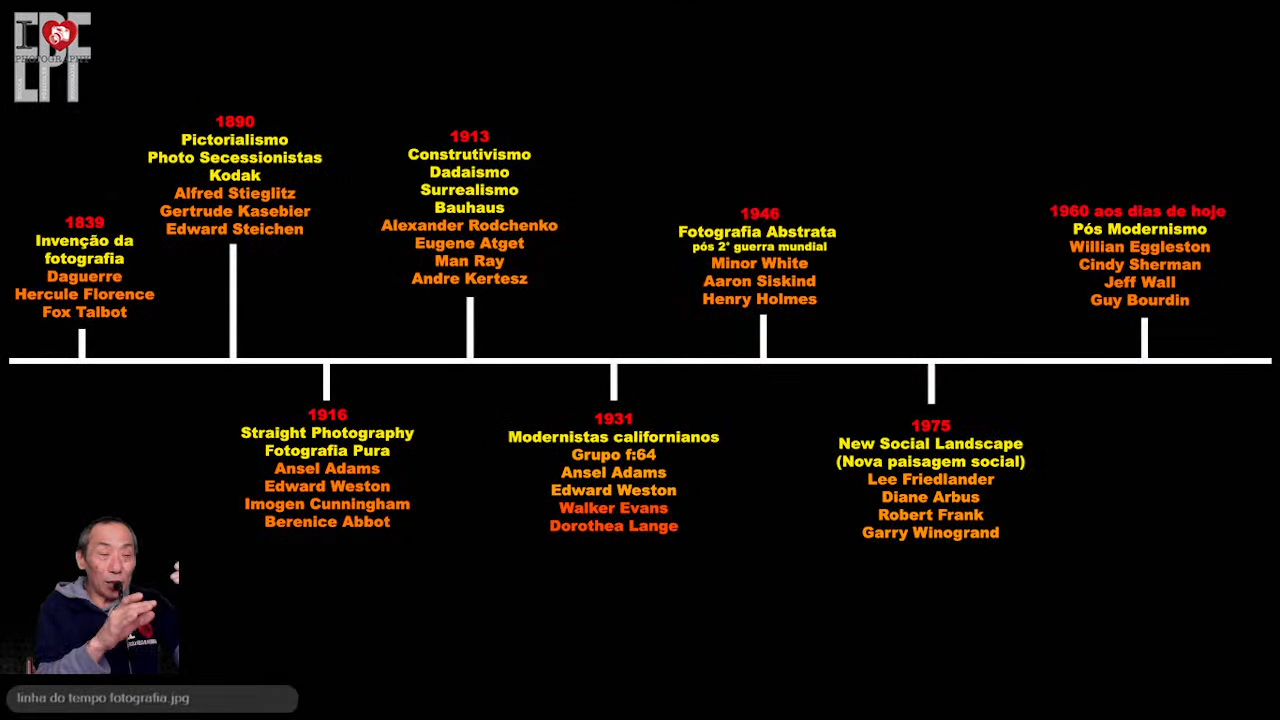 I
PHOTOGRAPHY
1839
Invenção da
fotografia
Daguerre
Hercule Florence
Fox Talbot
1890
Pictorialismo
Photo Secessionistas
Kodak
Alfred Stieglitz
Gertrude Kasebier
Edward Steichen
1913
Construtivismo
Dadaismo
Surrealismo
Bauhaus
Alexander Rodchenko
Eugene Atget
Man Ray
Andre Kertesz
1946
Fotografia Abstrata
pós 2ª guerra mundial
Minor White
Aaron Siskind
Henry Holmes
1960 aos dias de hoje
Pós Modernismo
Willian Eggleston
Cindy Sherman
Jeff Wall
Guy Bourdin
1916
Straight Photography
Fotografia Pura
Ansel Adams
Edward Weston
Imogen Cunningham
Berenice Abbot
1931
Modernistas californianos
Grupo f:64
Ansel Adams
Edward Weston
Walker Evans
Dorothea Lange
1975
New Social Landscape
(Nova paisagem social)
Lee Friedlander
Diane Arbus
Robert Frank
Garry Winogrand
linha do tempo fotografia.jpg